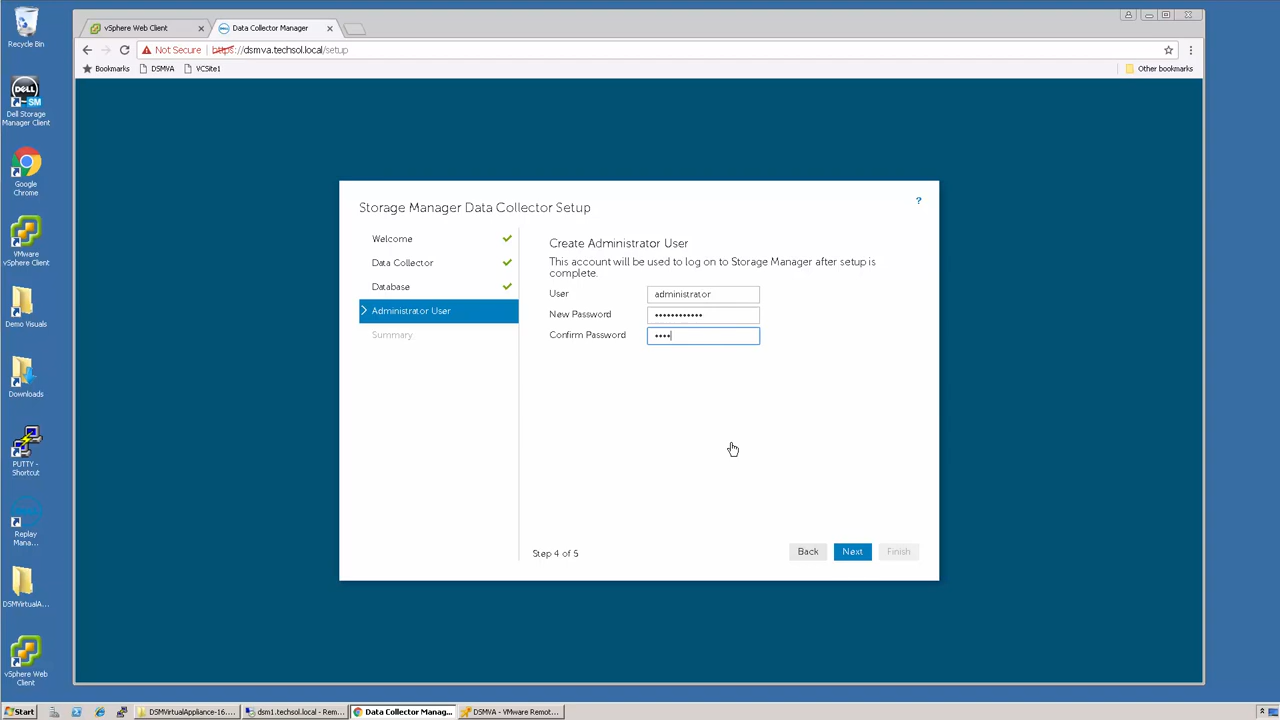 vSphere Web Client
Data Collector Manager
Not Secure
https://dsmva.techsol.local/setup
Bookmarks
DSMVA
VCSite1
Other bookmarks
Recycle Bin
DELL
SM
Dell Storage
Manager Client
Google
Chrome
VMware
vSphere Client
Demo Visuals
Downloads
PUTTY -
Shortcut
Replay
Mana...
DSMVirtualA...
vSphere Web
Client
Storage Manager Data Collector Setup
?
Welcome
Data Collector
Database
Administrator User
Summary
Create Administrator User
This account will be used to log on to Storage Manager after setup is
complete.
User
administrator
New Password
••••••••••••
Confirm Password
••••
Step 4 of 5
Back
Next
Finish
Start
DSMVirtualAppliance-16....
dsm1.techsol.local - Rem...
Data Collector Manag...
DSMVA - VMware Remot...